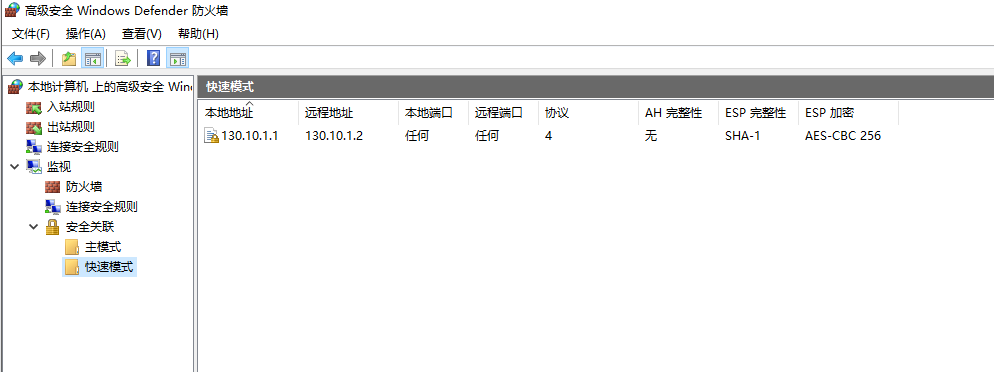 高级安全 Windows Defender 防火墙
文件(F) 操作(A) 查看(V) 帮助(H)
本地计算机 上的高级安全 Wind
入站规则
出站规则
连接安全规则
监视
防火墙
连接安全规则
安全关联
主模式
快速模式
快速模式
本地地址 远程地址 本地端口 远程端口 协议 AH 完整性 ESP 完整性 ESP 加密
130.10.1.1 130.10.1.2 任何 任何 4 无 SHA-1 AES-CBC 256